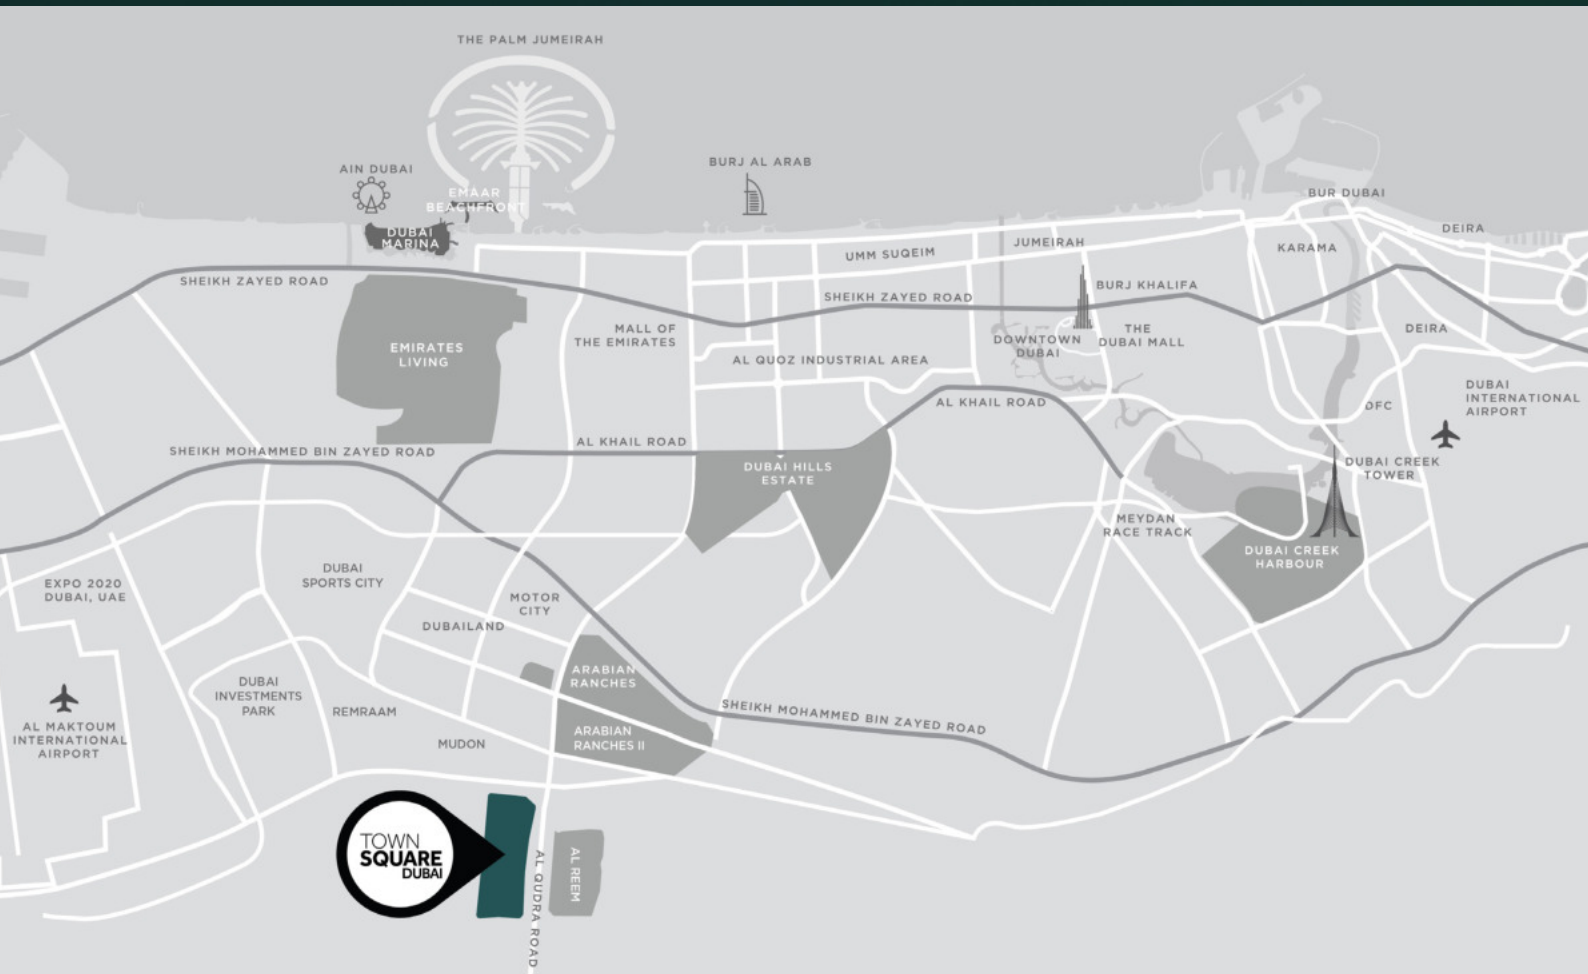 THE PALM JUMEIRAH
AIN DUBAI
BURJ AL ARAB
EMAAR
BEACHFRONT
BUR DUBAI
DUBAI
MARINA
DEIRA
JUMEIRAH
KARAMA
UMM SUQEIM
SHEIKH ZAYED ROAD
BURJ KHALIFA
SHEIKH ZAYED ROAD
MALL OF
THE EMIRATES
THE
DUBAI MALL
DEIRA
DOWNTOWN
DUBAI
EMIRATES
LIVING
AL QUOZ INDUSTRIAL AREA
DUBAI
INTERNATIONAL
AIRPORT
AL KHAIL ROAD
DFC
AL KHAIL ROAD
SHEIKH MOHAMMED BIN ZAYED ROAD
DUBAI HILLS
ESTATE
DUBAI CREEK
TOWER
MEYDAN
RACE TRACK
DUBAI CREEK
HARBOUR
DUBAI
SPORTS CITY
EXPO 2020
DUBAI, UAE
MOTOR
CITY
DUBAILAND
ARABIAN
RANCHES
DUBAI
INVESTMENTS
PARK
REMRAAM
SHEIKH MOHAMMED BIN ZAYED ROAD
AL MAKTOUM
INTERNATIONAL
AIRPORT
MUDON
ARABIAN
RANCHES II
TOWN
SQUARE
DUBAI
AL QUDRA ROAD
AL REEM